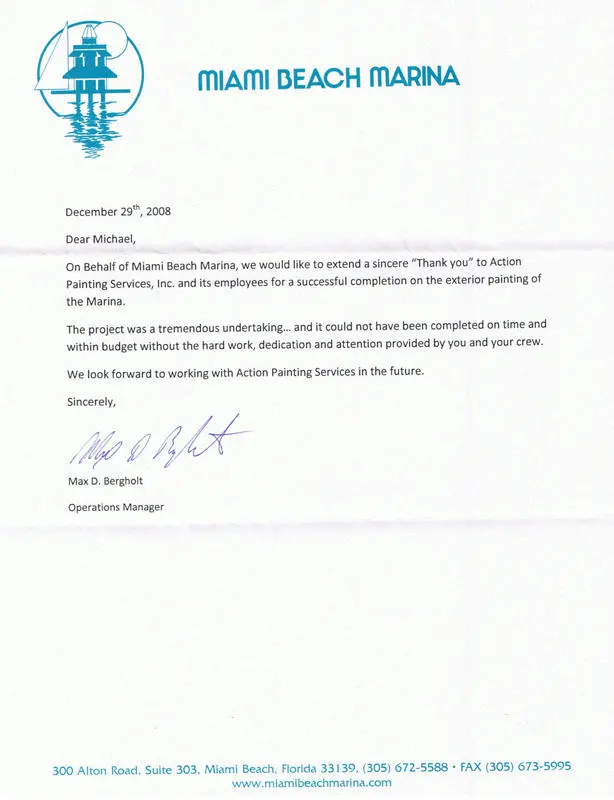 MIAMI BEACH MARINA
December 29th, 2008
Dear Michael,
On Behalf of Miami Beach Marina, we would like to extend a sincere “Thank you” to Action
Painting Services, Inc. and its employees for a successful completion on the exterior painting of
the Marina.
The project was a tremendous undertaking... and it could not have been completed on time and
within budget without the hard work, dedication and attention provided by you and your crew.
We look forward to working with Action Painting Services in the future.
Sincerely,
Max D. Bergholt
Max D. Bergholt
Operations Manager
300 Alton Road, Suite 303, Miami Beach, Florida 33139, (305) 672-5588 • FAX (305) 673-5995
www.miamibeachmarina.com